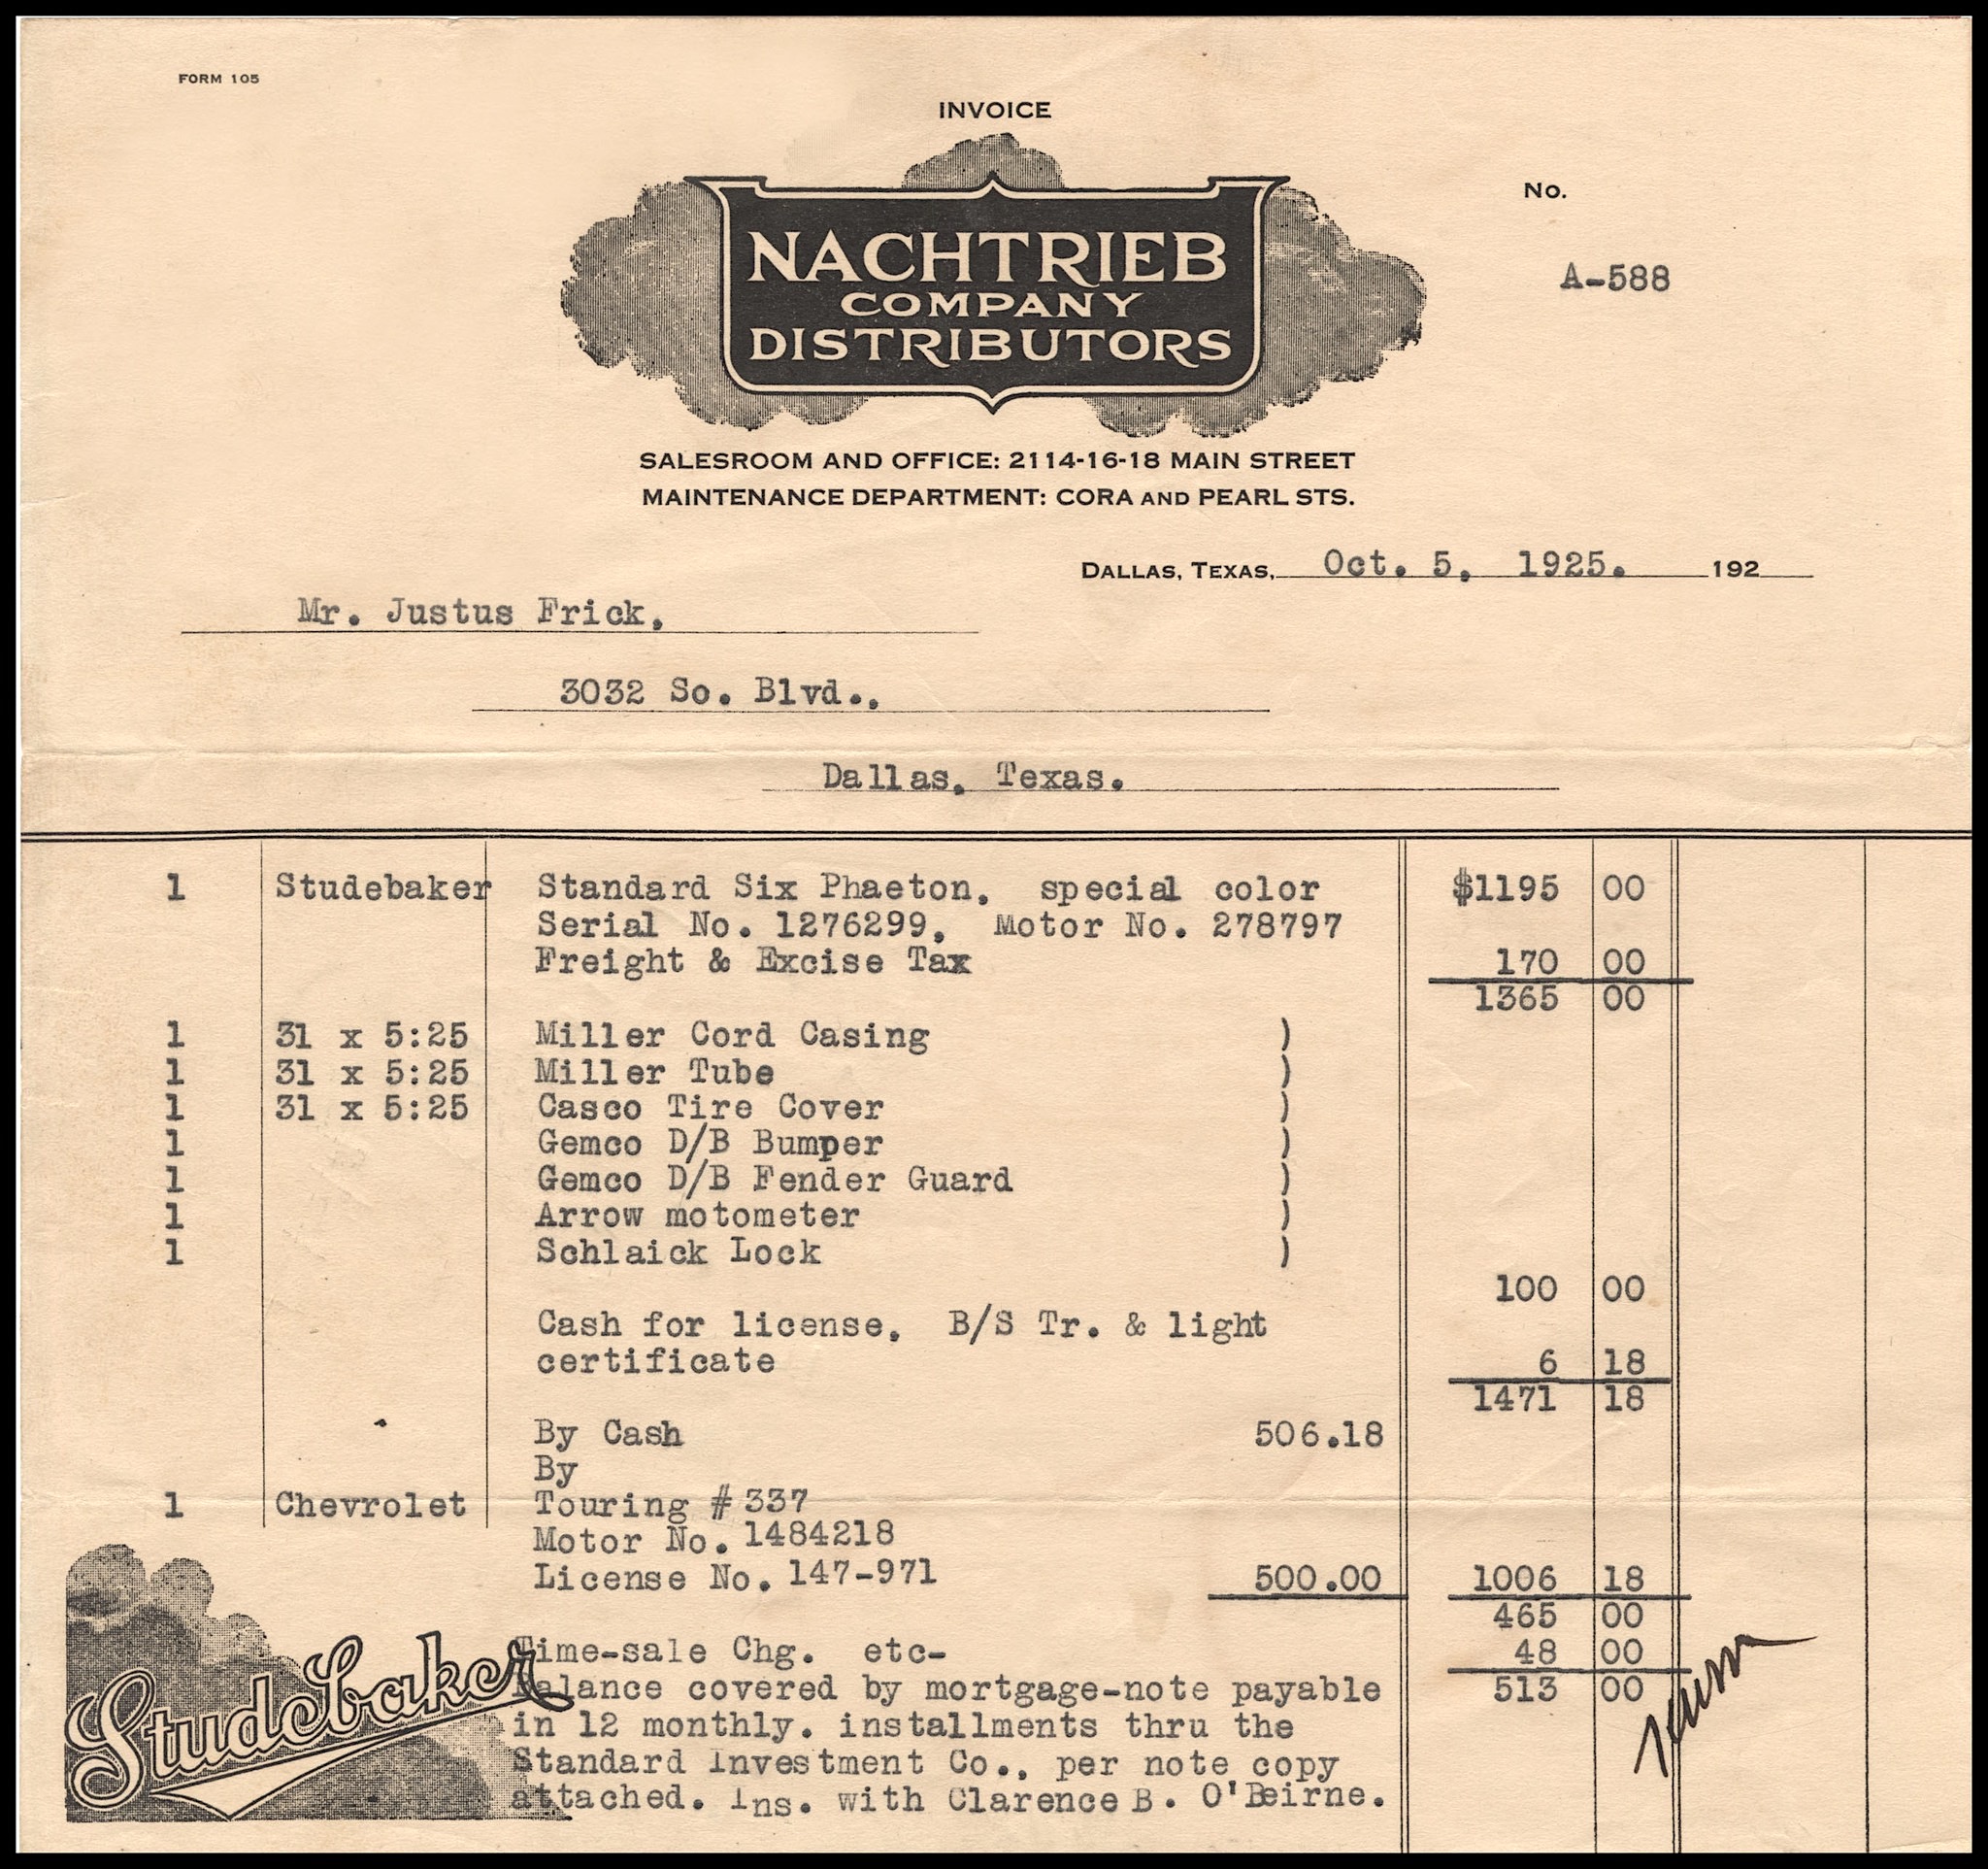 FORM 105
INVOICE
NACHTRIEB
COMPANY
DISTRIBUTORS
No.
A-588
SALESROOM AND OFFICE: 2114-16-18 MAIN STREET
MAINTENANCE DEPARTMENT: CORA AND PEARL STS.
DALLAS, TEXAS, Oct. 5, 1925. 192
Mr. Justus Frick,
3032 So. Blvd.,
Dallas, Texas.
1 Studebaker Standard Six Phaeton, special color $1195 00
Serial No. 1276299, Motor No. 278797
Freight & Excise Tax 170 00
1365 00
1 31 x 5:25 Miller Cord Casing )
1 31 x 5:25 Miller Tube )
1 31 x 5:25 Casco Tire Cover )
1 Gemco D/B Bumper )
1 Gemco D/B Fender Guard )
1 Arrow motometer )
1 Schlaick Lock )
100 00
Cash for license, B/S Tr. & light
certificate 6 18
1471 18
By Cash 506.18
By
1 Chevrolet Touring # 337
Motor No. 1484218
License No. 147-971 500.00 1006 18
465 00
Time-sale Chg. etc- 48 00
Balance covered by mortgage-note payable 513 00
in 12 monthly. installments thru the
Standard Investment Co., per note copy
attached. Ins. with Clarence B. O'Beirne.
Studebaker